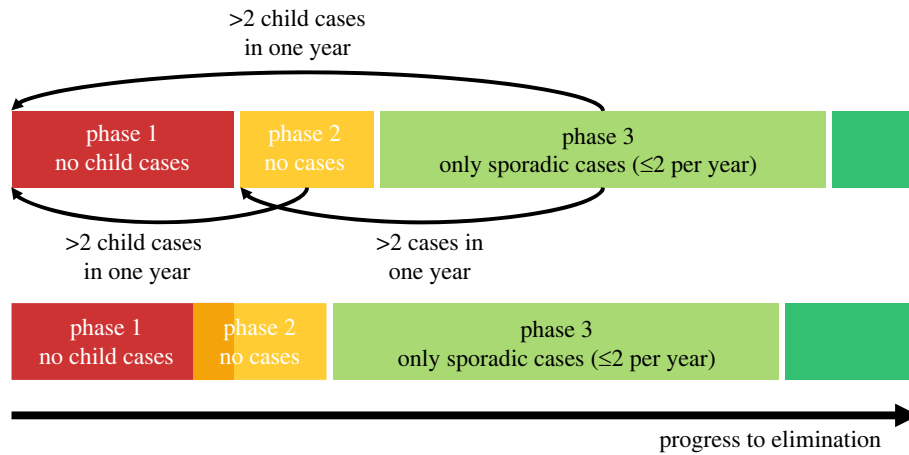 >2 child cases
in one year
phase 1
no child cases
phase 2
no cases
phase 3
only sporadic cases (≤2 per year)
>2 child cases
in one year
>2 cases in
one year
phase 1
no child cases
phase 2
no cases
phase 3
only sporadic cases (≤2 per year)
progress to elimination